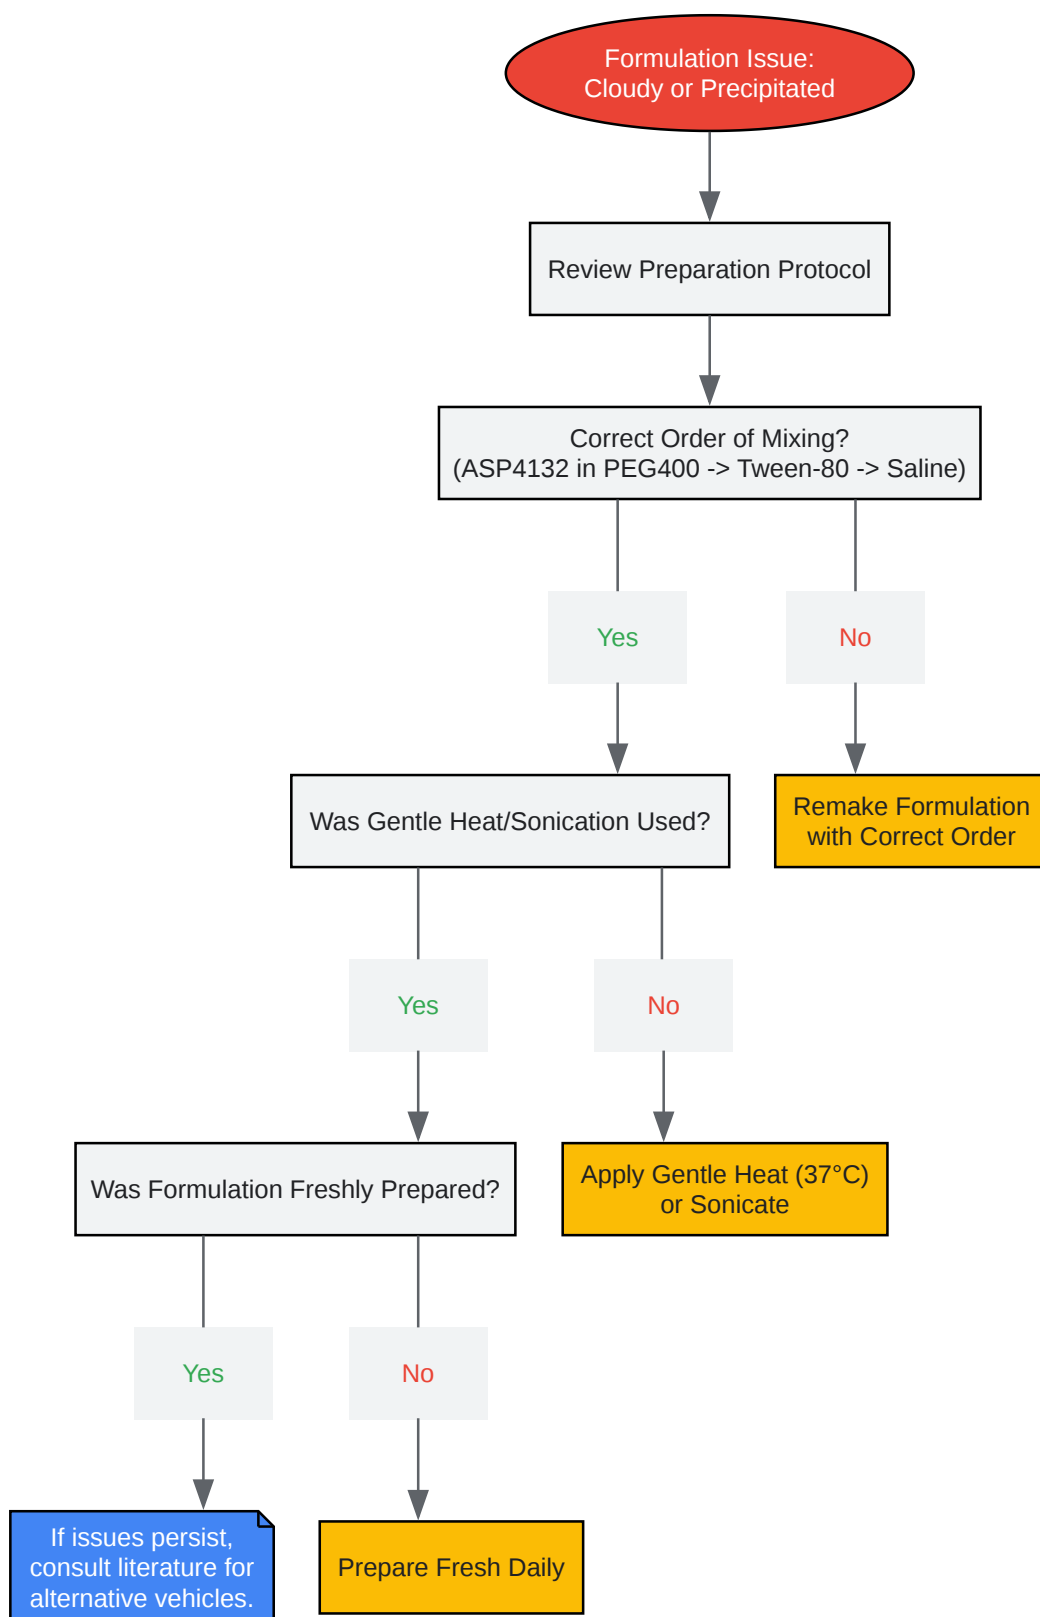 Formulation Issue:
Cloudy or Precipitated
Review Preparation Protocol
Correct Order of Mixing?
(ASP4132 in PEG400 -> Tween-80 -> Saline)
Yes
No
Was Gentle Heat/Sonication Used?
Remake Formulation
with Correct Order
Yes
No
Was Formulation Freshly Prepared?
Apply Gentle Heat (37°C)
or Sonicate
Yes
No
If issues persist,
consult literature for
alternative vehicles.
Prepare Fresh Daily